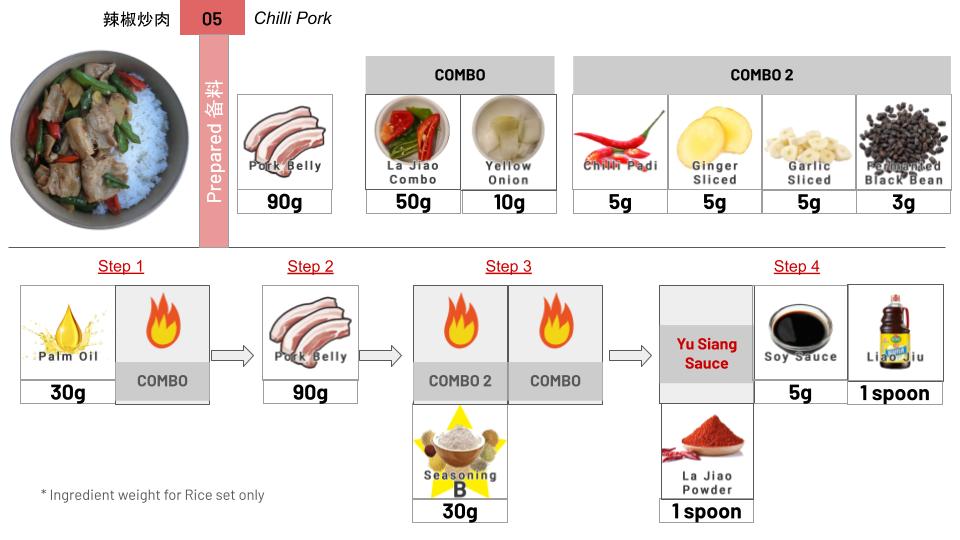 辣椒炒肉
05
Chilli Pork
Prepared 备料
COMBO
COMBO 2
Pork Belly
La Jiao
Combo
Yellow
Onion
Chilli Padi
Ginger
Sliced
Garlic
Sliced
Fermanted
Black Bean
90g
50g
10g
5g
5g
5g
3g
Step 1
Step 2
Step 3
Step 4
Palm Oil
30g
COMBO
Pork Belly
90g
COMBO 2
COMBO
Seasoning
B
30g
Yu Siang
Sauce
Soy Sauce
5g
Liao Jiu
1 spoon
La Jiao
Powder
1 spoon
* Ingredient weight for Rice set only